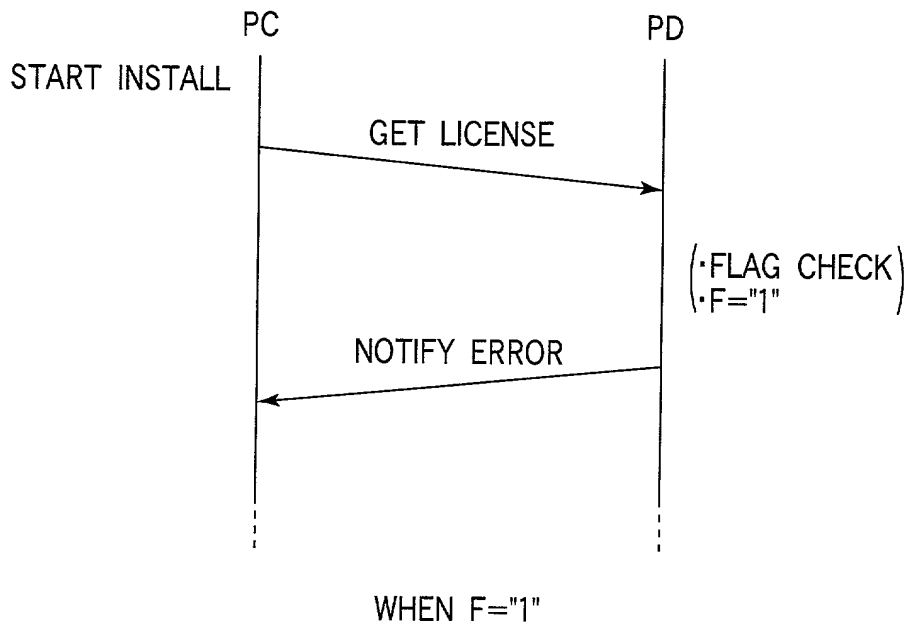 PC
PD
START INSTALL
GET LICENSE
·FLAG CHECK
·F="1"
NOTIFY ERROR
WHEN F="1"